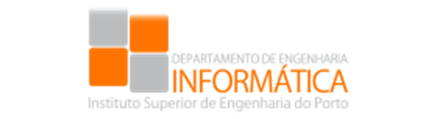 DEPARTAMENTO DE ENGENHARIA
INFORMÁTICA
Instituto Superior de Engenharia do Porto